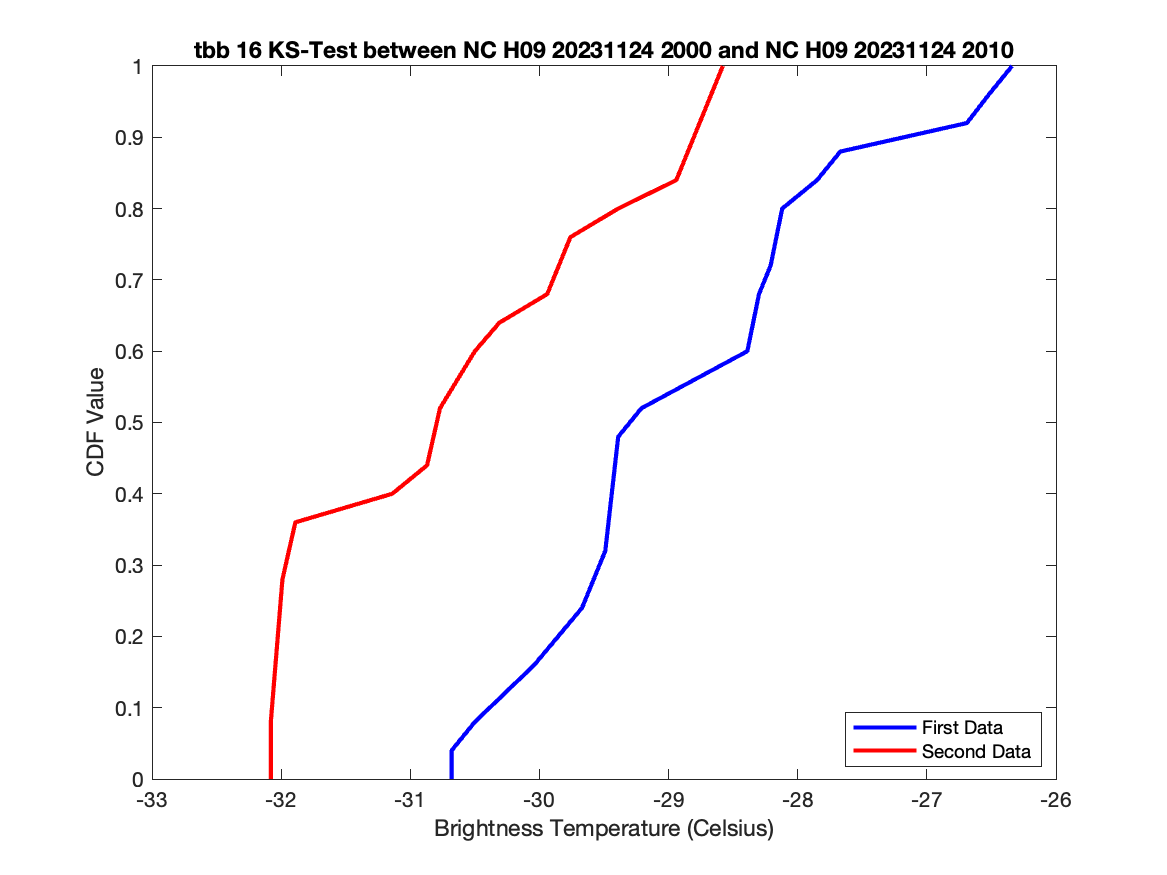 tbb 16 KS-Test between NC H09 20231124 2000 and NC H09 20231124 2010
1
0.9
0.8
0.7
0.6
0.5
0.4
0.3
0.2
0.1
0
CDF Value
First Data
Second Data
-33 -32 -31 -30 -29 -28 -27 -26
Brightness Temperature (Celsius)